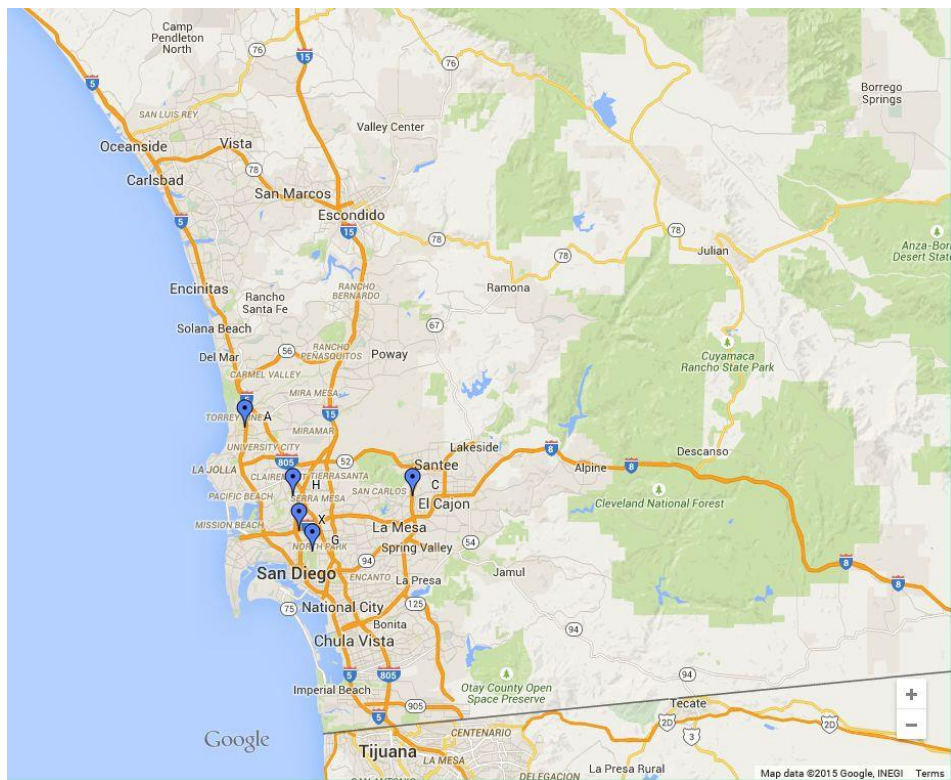 Camp
Pendleton
North
76
15
5
76
Borrego
Springs
SAN LUIS REY
Valley Center
Oceanside
Vista
78
Carlsbad
San Marcos
Escondido
5
15
78
78
78
Julian
Anza-Bor
Desert State
Encinitas
RANCHO
BERNARDO
Ramona
Rancho
Santa Fe
Solana Beach
67
56
RANCHO
PEÑASQUITOS
Poway
Del Mar
Cuyamaca
Rancho State Park
CARMEL VALLEY
MIRA MESA
5
15
A
MIRAMAR
UNIVERSITY CITY
Lakeside
8
LA JOLLA
805
52
Santee
Descanso
TIERRASANTA
Alpine
8
H
SAN CARLOS
C
PACIFIC BEACH
SERRA MESA
El Cajon
Cleveland National Forest
X
MISSION BEACH
La Mesa
G
NORTH PARK
54
Spring Valley
94
8
San Diego
ENCANTO
La Presa
Jamul
8
75
National City
125
Bonita
94
Chula Vista
5
805
94
Imperial Beach
Otay County Open
Space Preserve
905
Tecate
5
2D
2D
3
CENTENARIO
Google
Tijuana
LA MESA
DELEGACION
LA PRESA RURAL
+
−
Map data ©2015 Google, INEGI
Terms